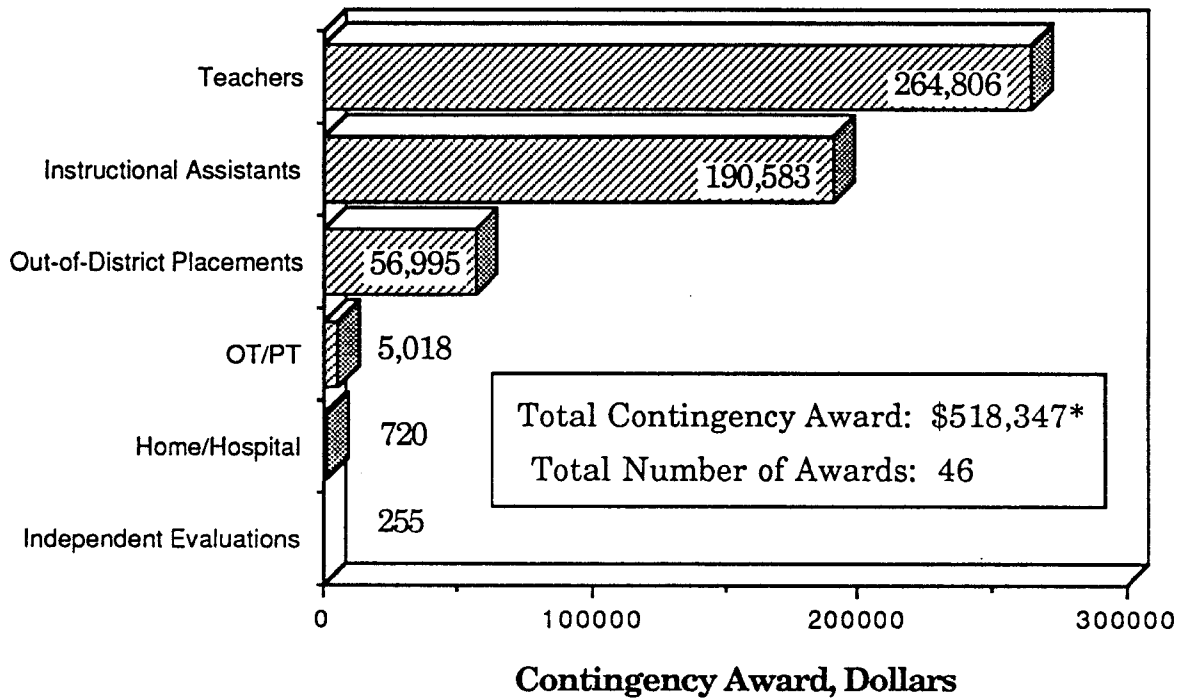 Teachers
264,806
Instructional Assistants
190,583
Out-of-District Placements
56,995
OT/PT
5,018
Home/Hospital
720
Independent Evaluations
255
Total Contingency Award: $518,347*
Total Number of Awards: 46
0 100000 200000 300000
Contingency Award, Dollars